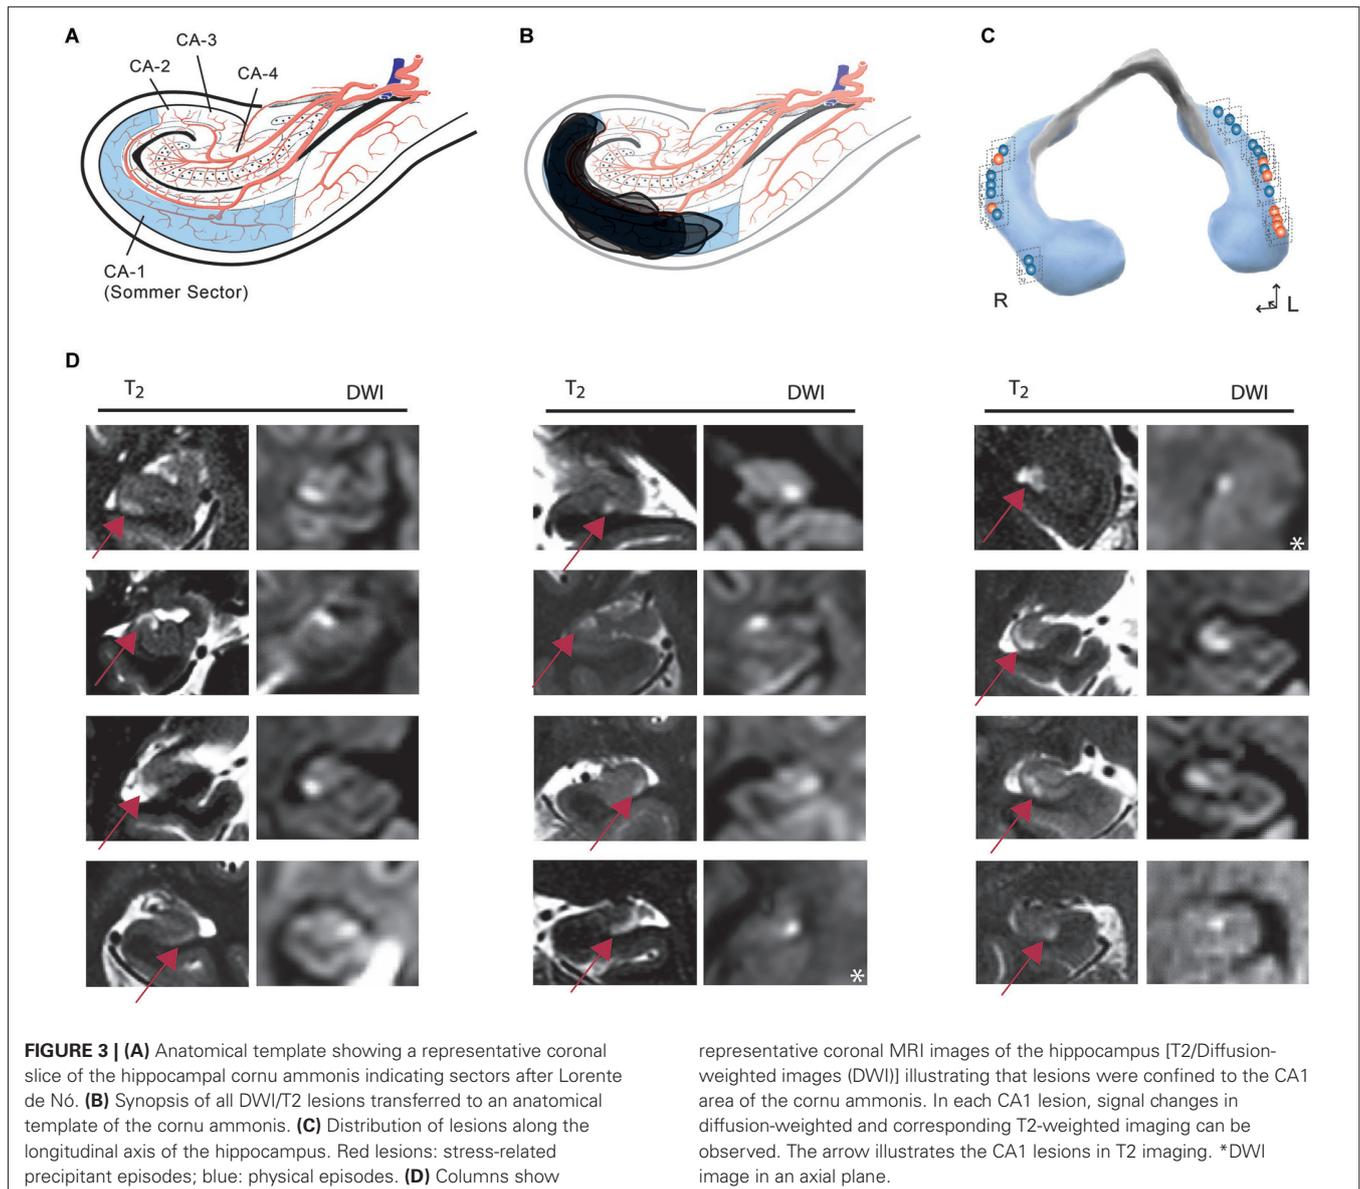 A
B
C
CA-3
CA-2
CA-4
CA-1
(Sommer Sector)
R
L
D
T2 DWI
T2 DWI
T2 DWI
*
*
FIGURE 3 | (A) Anatomical template showing a representative coronal
slice of the hippocampal cornu ammonis indicating sectors after Lorente
de Nó. (B) Synopsis of all DWI/T2 lesions transferred to an anatomical
template of the cornu ammonis. (C) Distribution of lesions along the
longitudinal axis of the hippocampus. Red lesions: stress-related
precipitant episodes; blue: physical episodes. (D) Columns show
representative coronal MRI images of the hippocampus [T2/Diffusion-
weighted images (DWI)] illustrating that lesions were confined to the CA1
area of the cornu ammonis. In each CA1 lesion, signal changes in
diffusion-weighted and corresponding T2-weighted imaging can be
observed. The arrow illustrates the CA1 lesions in T2 imaging. *DWI
image in an axial plane.